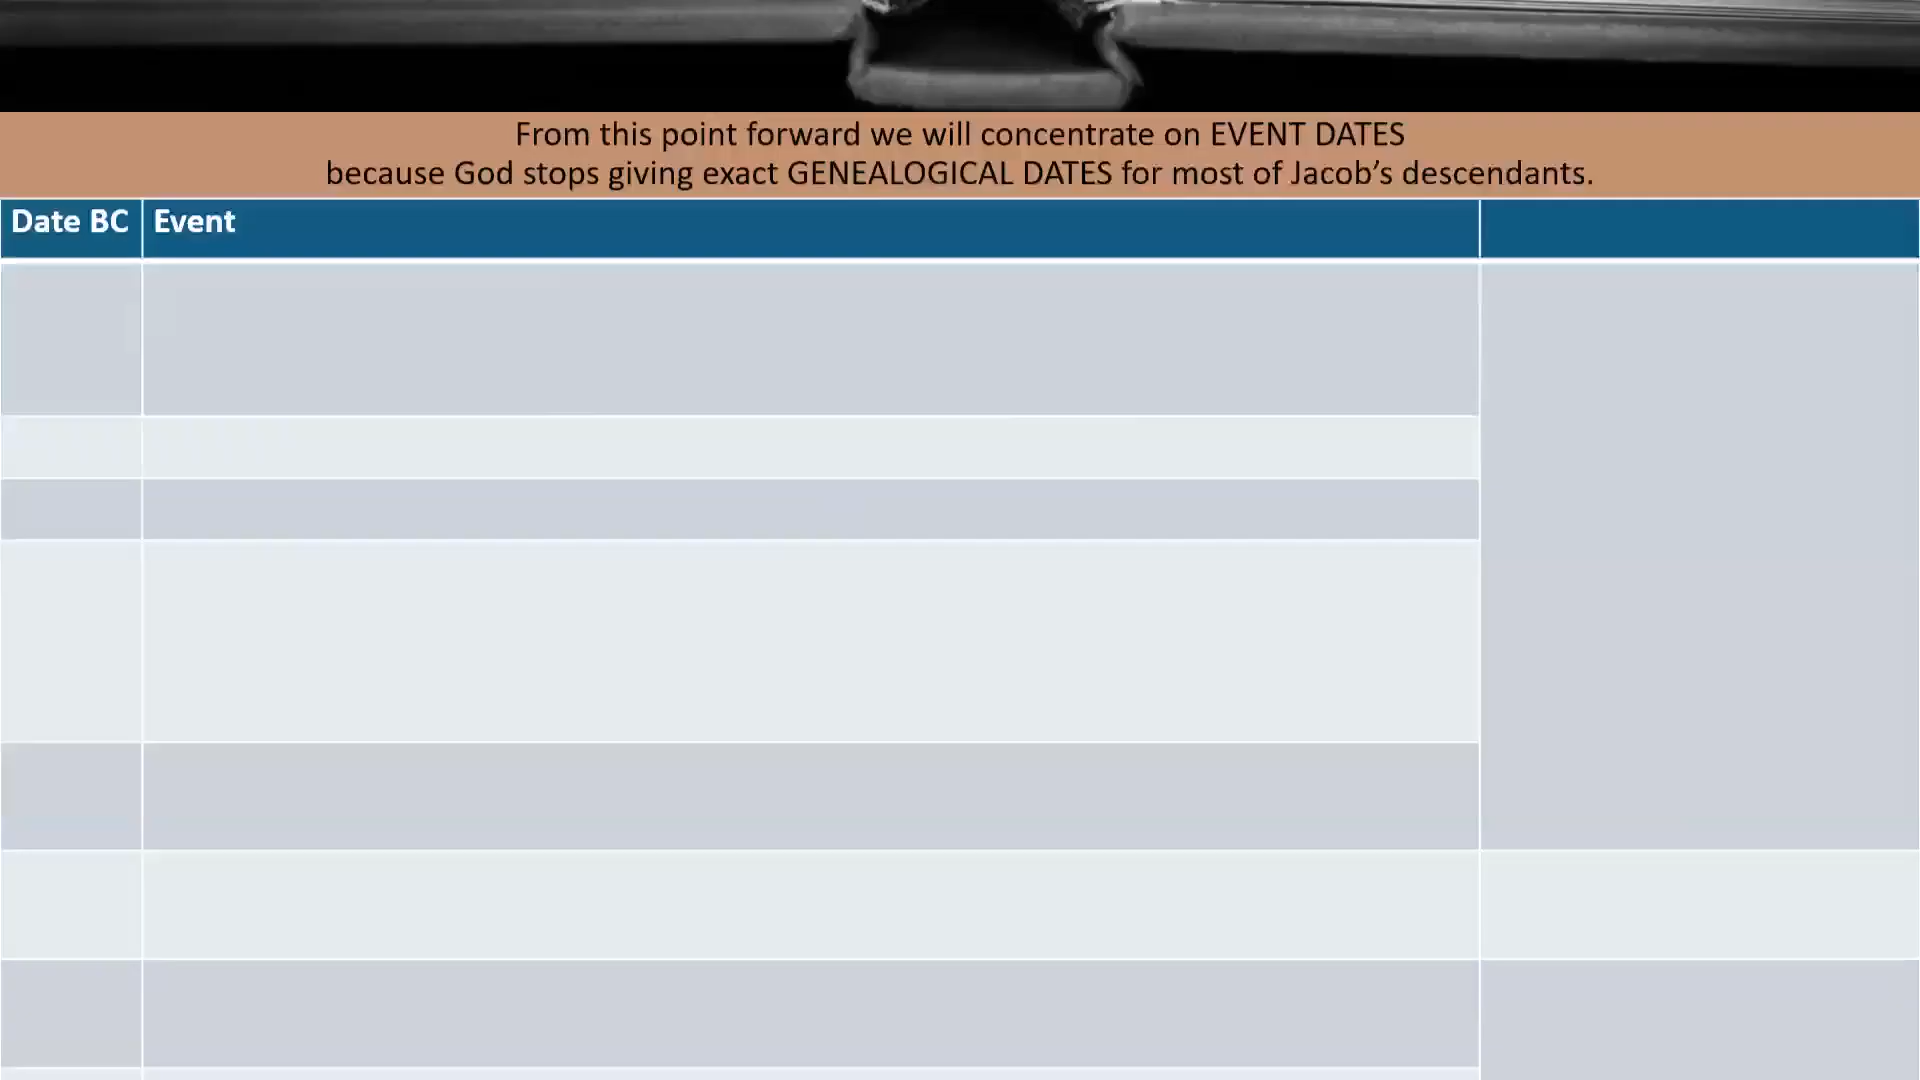 From this point forward we will concentrate on EVENT DATES
because God stops giving exact GENEALOGICAL DATES for most of Jacob’s descendants.
Date BC Event